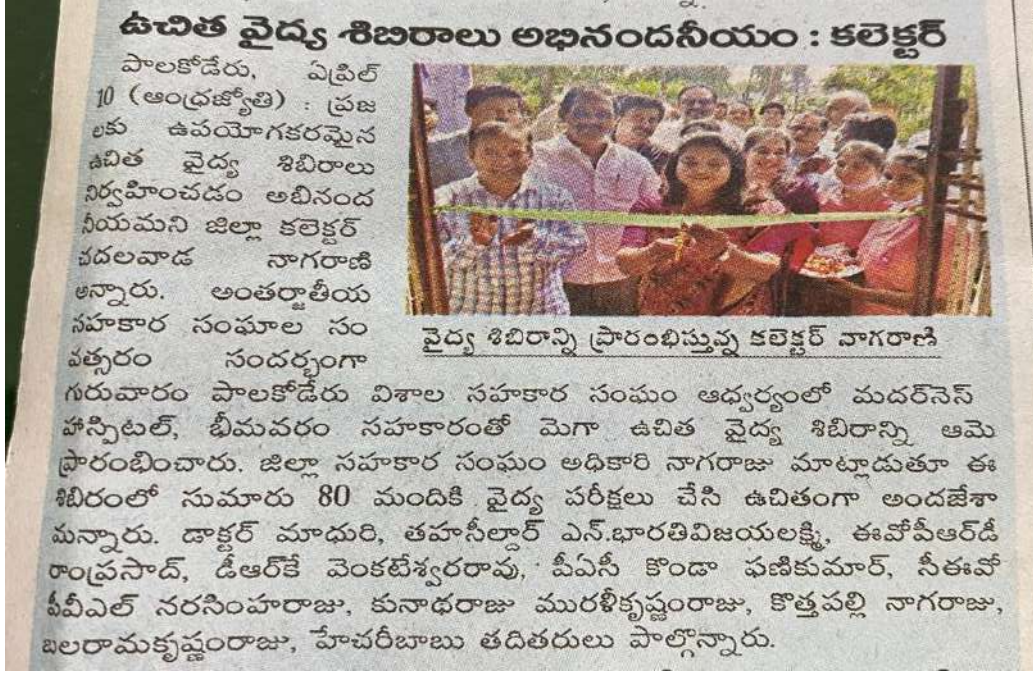 ఉచిత వైద్య శిబిరాలు అభినందనీయం : కలెక్టర్
పాలకోడేరు, ఏప్రిల్
10 (ఆంధ్రజ్యోతి) : ప్రజ
లకు ఉపయోగకరమైన
ఉచిత వైద్య శిబిరాలు
నిర్వహించడం అబినంద
నీయమని జిల్లా కలెక్టర్
చదలవాడ నాగరాణి
అన్నారు. అంతర్జాతీయ
సహకార సంఘాల సం
వత్సరం సందర్భంగా
వైద్య శిబిరాన్ని ప్రారంభిస్తున్న కలెక్టర్ నాగరాణి
గురువారం పాలకోడేరు విశాల సహకార సంఘం ఆధ్వర్యంలో మదర్‌నెస్
హాస్పిటల్, భీమవరం సహకారంతో మెగా ఉచిత వైద్య శిబిరాన్ని ఆమె
ప్రారంభించారు. జిల్లా సహకార సంఘం అధికారి నాగరాజు మాట్లాడుతూ ఈ
శిబిరంలో సుమారు 80 మందికి వైద్య పరీక్షలు చేసి ఉచితంగా అందజేశా
మన్నారు. డాక్టర్ మాధురి, తహసీల్దార్ ఎన్.భారతివిజయలక్ష్మి, ఈవోపీఆర్‌డీ
రాంప్రసాద్, డీఆర్‌కే వెంకటేశ్వరరావు, పీఏసీ కొండా ఫణికుమార్, సీఈవో
పీవీఎల్ నరసింహరాజు, కునాథరాజు మురళీకృష్ణంరాజు, కొత్తపల్లి నాగరాజు,
బలరామకృష్ణంరాజు, హేచరీబాబు తదితరులు పాల్గొన్నారు.